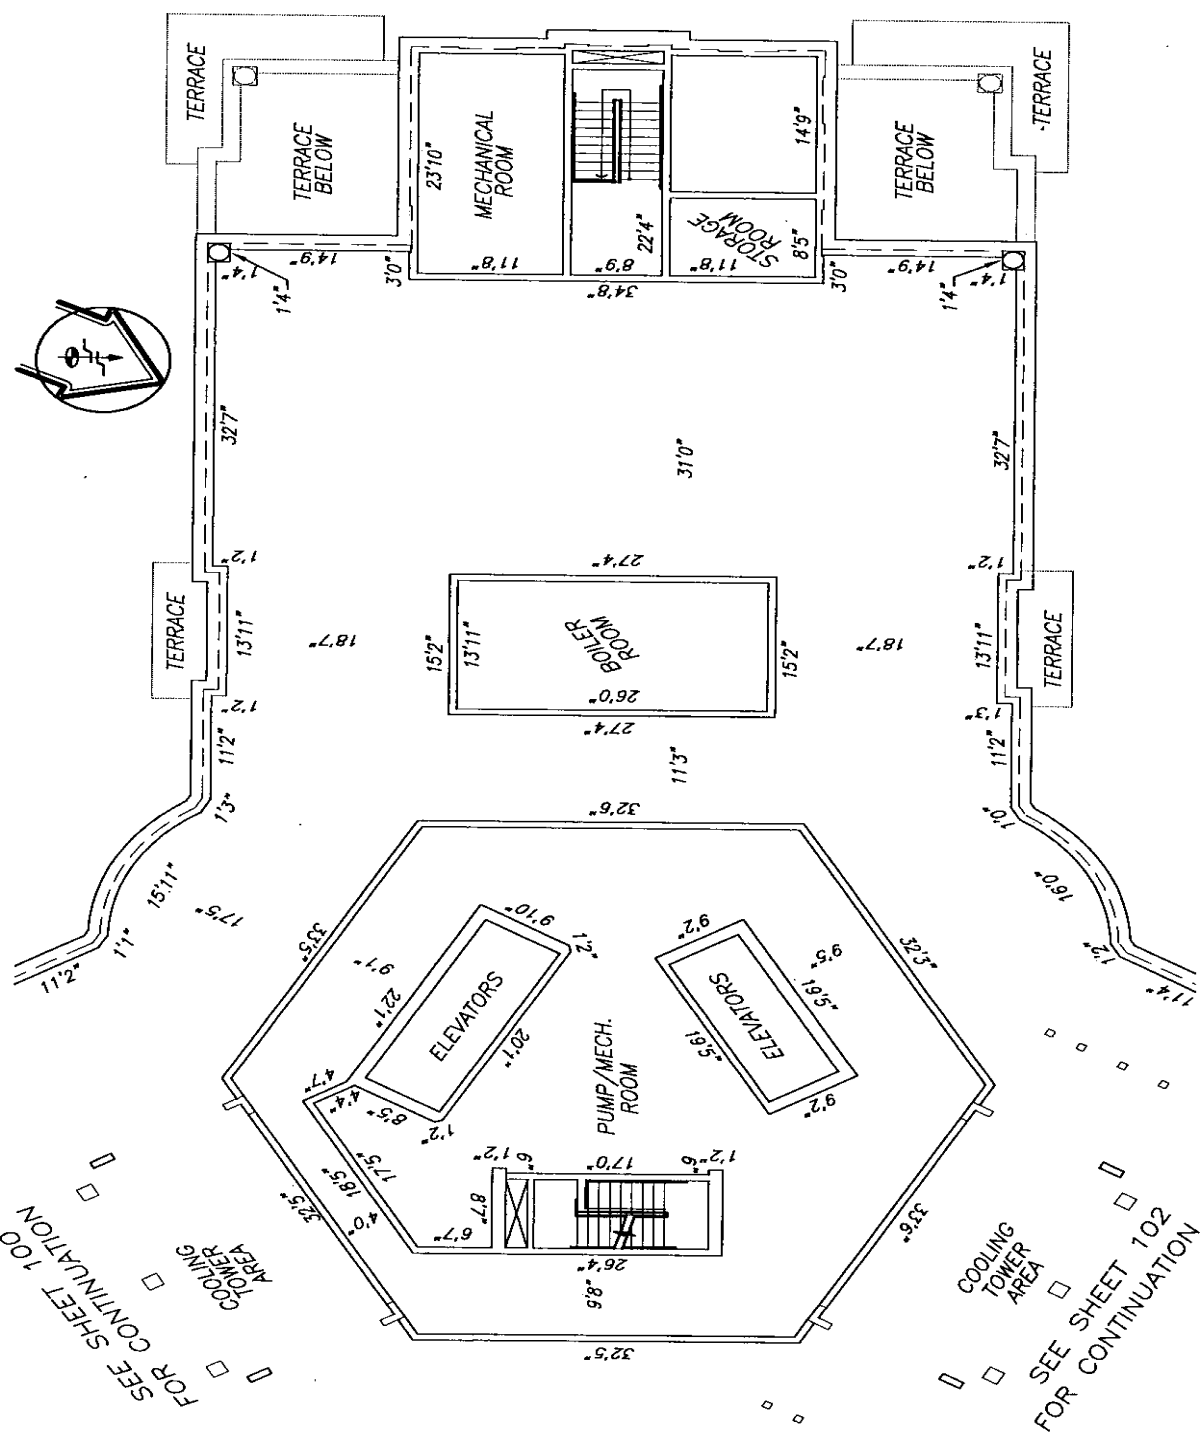 TERRACE
-TERRACE
TERRACE
BELOW
23'10"
MECHANICAL
ROOM
14'9"
TERRACE
BELOW
22'4"
STORAGE
ROOM
8'5"
1'4"
14'9"
3'0"
11'8"
8'9"
11'8"
3'0"
14'9"
1'4"
1'4"
34'8"
1'4"
32'7"
31'0"
32'7"
1'2"
27'4"
1'2"
TERRACE
13'11"
18'7"
15'2"
13'11"
BOILER
ROOM
15'2"
18'7"
13'11"
TERRACE
26'0"
1'2"
27'4"
1'3"
11'2"
11'3"
11'2"
1'3"
32'6"
1'0"
15'11"
17'5"
16'0"
33'5"
9'10"
9'2"
32'3"
1'1"
1'2"
1'2"
11'2"
9'1"
9'5"
11'4"
22'1"
ELEVATORS
20'1"
19'5"
ELEVATORS
19'5"
4'7"
4'4"
8'5"
1'2"
PUMP/MECH.
ROOM
9'2"
17'5"
18'5"
32'5"
4'0"
6'7"
8'7"
1'2"
6"
17'0"
6"
1'2"
33'6"
26'4"
9'8"
32'5"
COOLING
TOWER
AREA
SEE SHEET 100
FOR CONTINUATION
COOLING
TOWER
AREA
SEE SHEET 102
FOR CONTINUATION